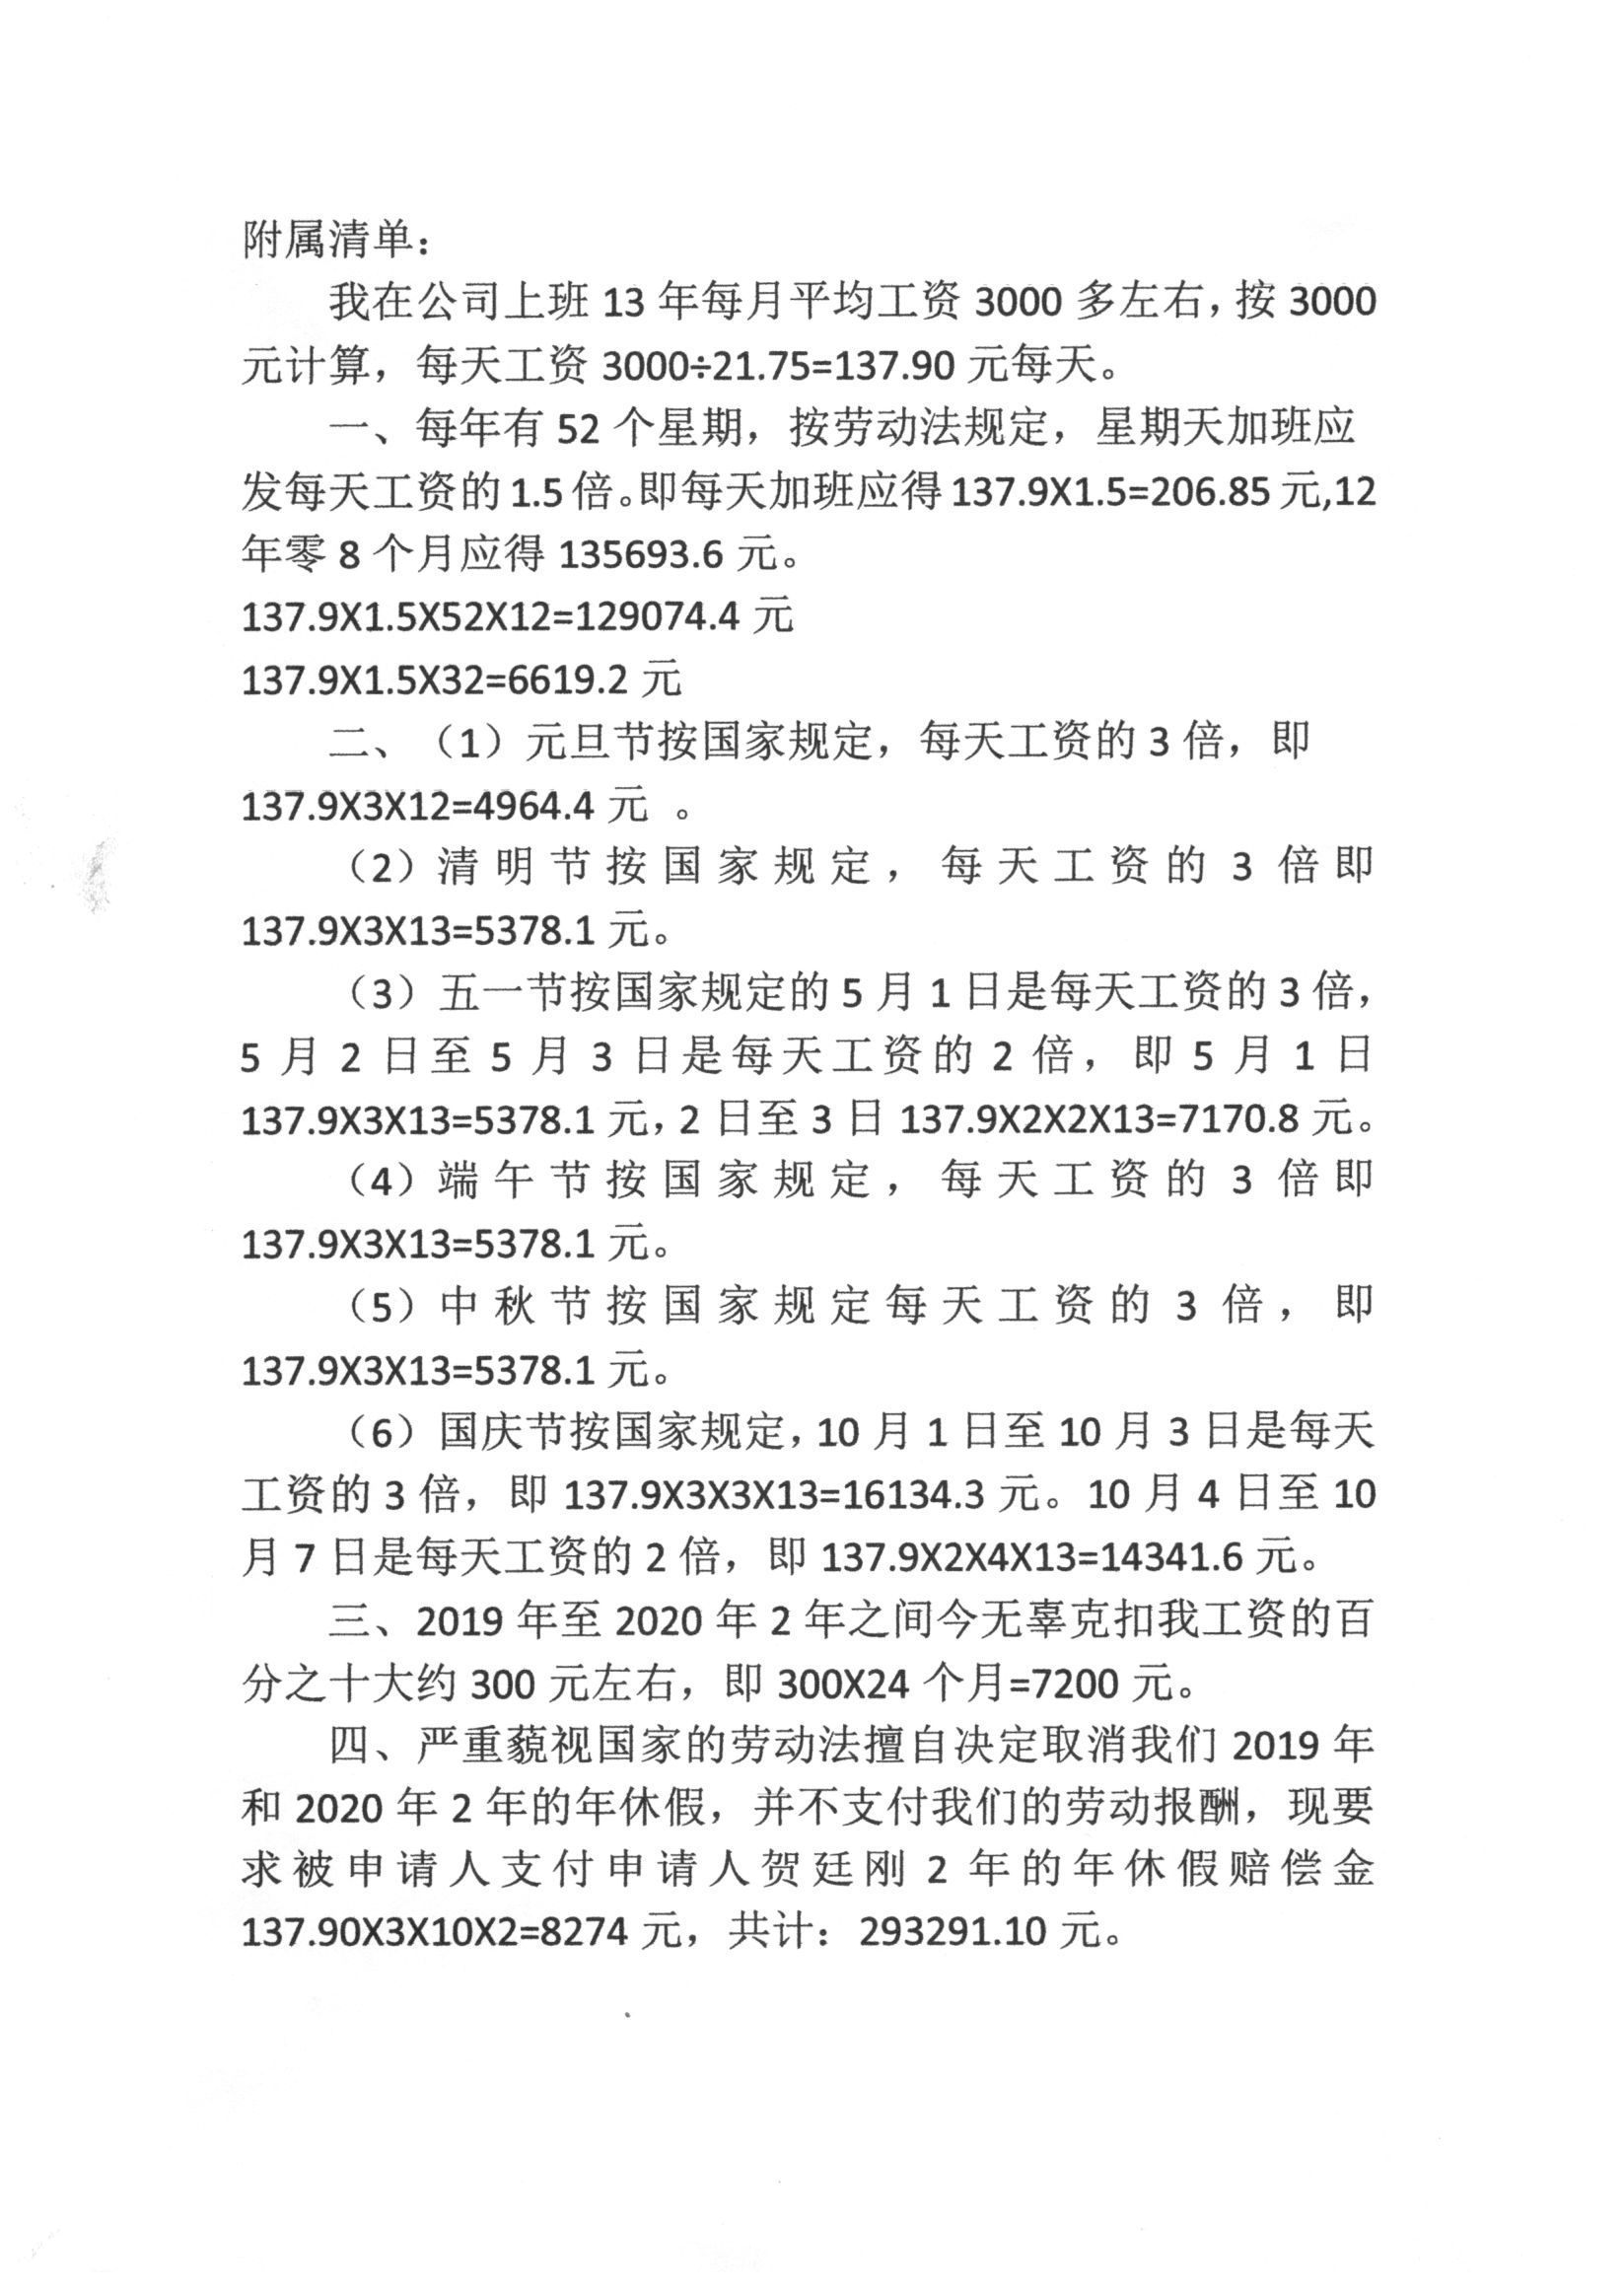 附属清单：
我在公司上班 13 年每月平均工资 3000 多左右，按 3000
元计算，每天工资 3000÷21.75=137.90 元每天。
一、每年有 52 个星期，按劳动法规定，星期天加班应
发每天工资的 1.5 倍。即每天加班应得 137.9X1.5=206.85 元,12
年零 8 个月应得 135693.6 元。
137.9X1.5X52X12=129074.4 元
137.9X1.5X32=6619.2 元
二、（1）元旦节按国家规定，每天工资的 3 倍，即
137.9X3X12=4964.4 元 。
（2）清明节按国家规定，每天工资的 3 倍即
137.9X3X13=5378.1 元。
（3）五一节按国家规定的 5 月 1 日是每天工资的 3 倍，
5 月 2 日至 5 月 3 日是每天工资的 2 倍，即 5 月 1 日
137.9X3X13=5378.1 元，2 日至 3 日 137.9X2X2X13=7170.8 元。
（4）端午节按国家规定，每天工资的 3 倍即
137.9X3X13=5378.1 元。
（5）中秋节按国家规定每天工资的 3 倍，即
137.9X3X13=5378.1 元。
（6）国庆节按国家规定，10 月 1 日至 10 月 3 日是每天
工资的 3 倍，即 137.9X3X3X13=16134.3 元。10 月 4 日至 10
月 7 日是每天工资的 2 倍，即 137.9X2X4X13=14341.6 元。
三、2019 年至 2020 年 2 年之间今无辜克扣我工资的百
分之十大约 300 元左右，即 300X24 个月=7200 元。
四、严重藐视国家的劳动法擅自决定取消我们 2019 年
和 2020 年 2 年的年休假，并不支付我们的劳动报酬，现要
求被申请人支付申请人贺廷刚 2 年的年休假赔偿金
137.90X3X10X2=8274 元，共计：293291.10 元。